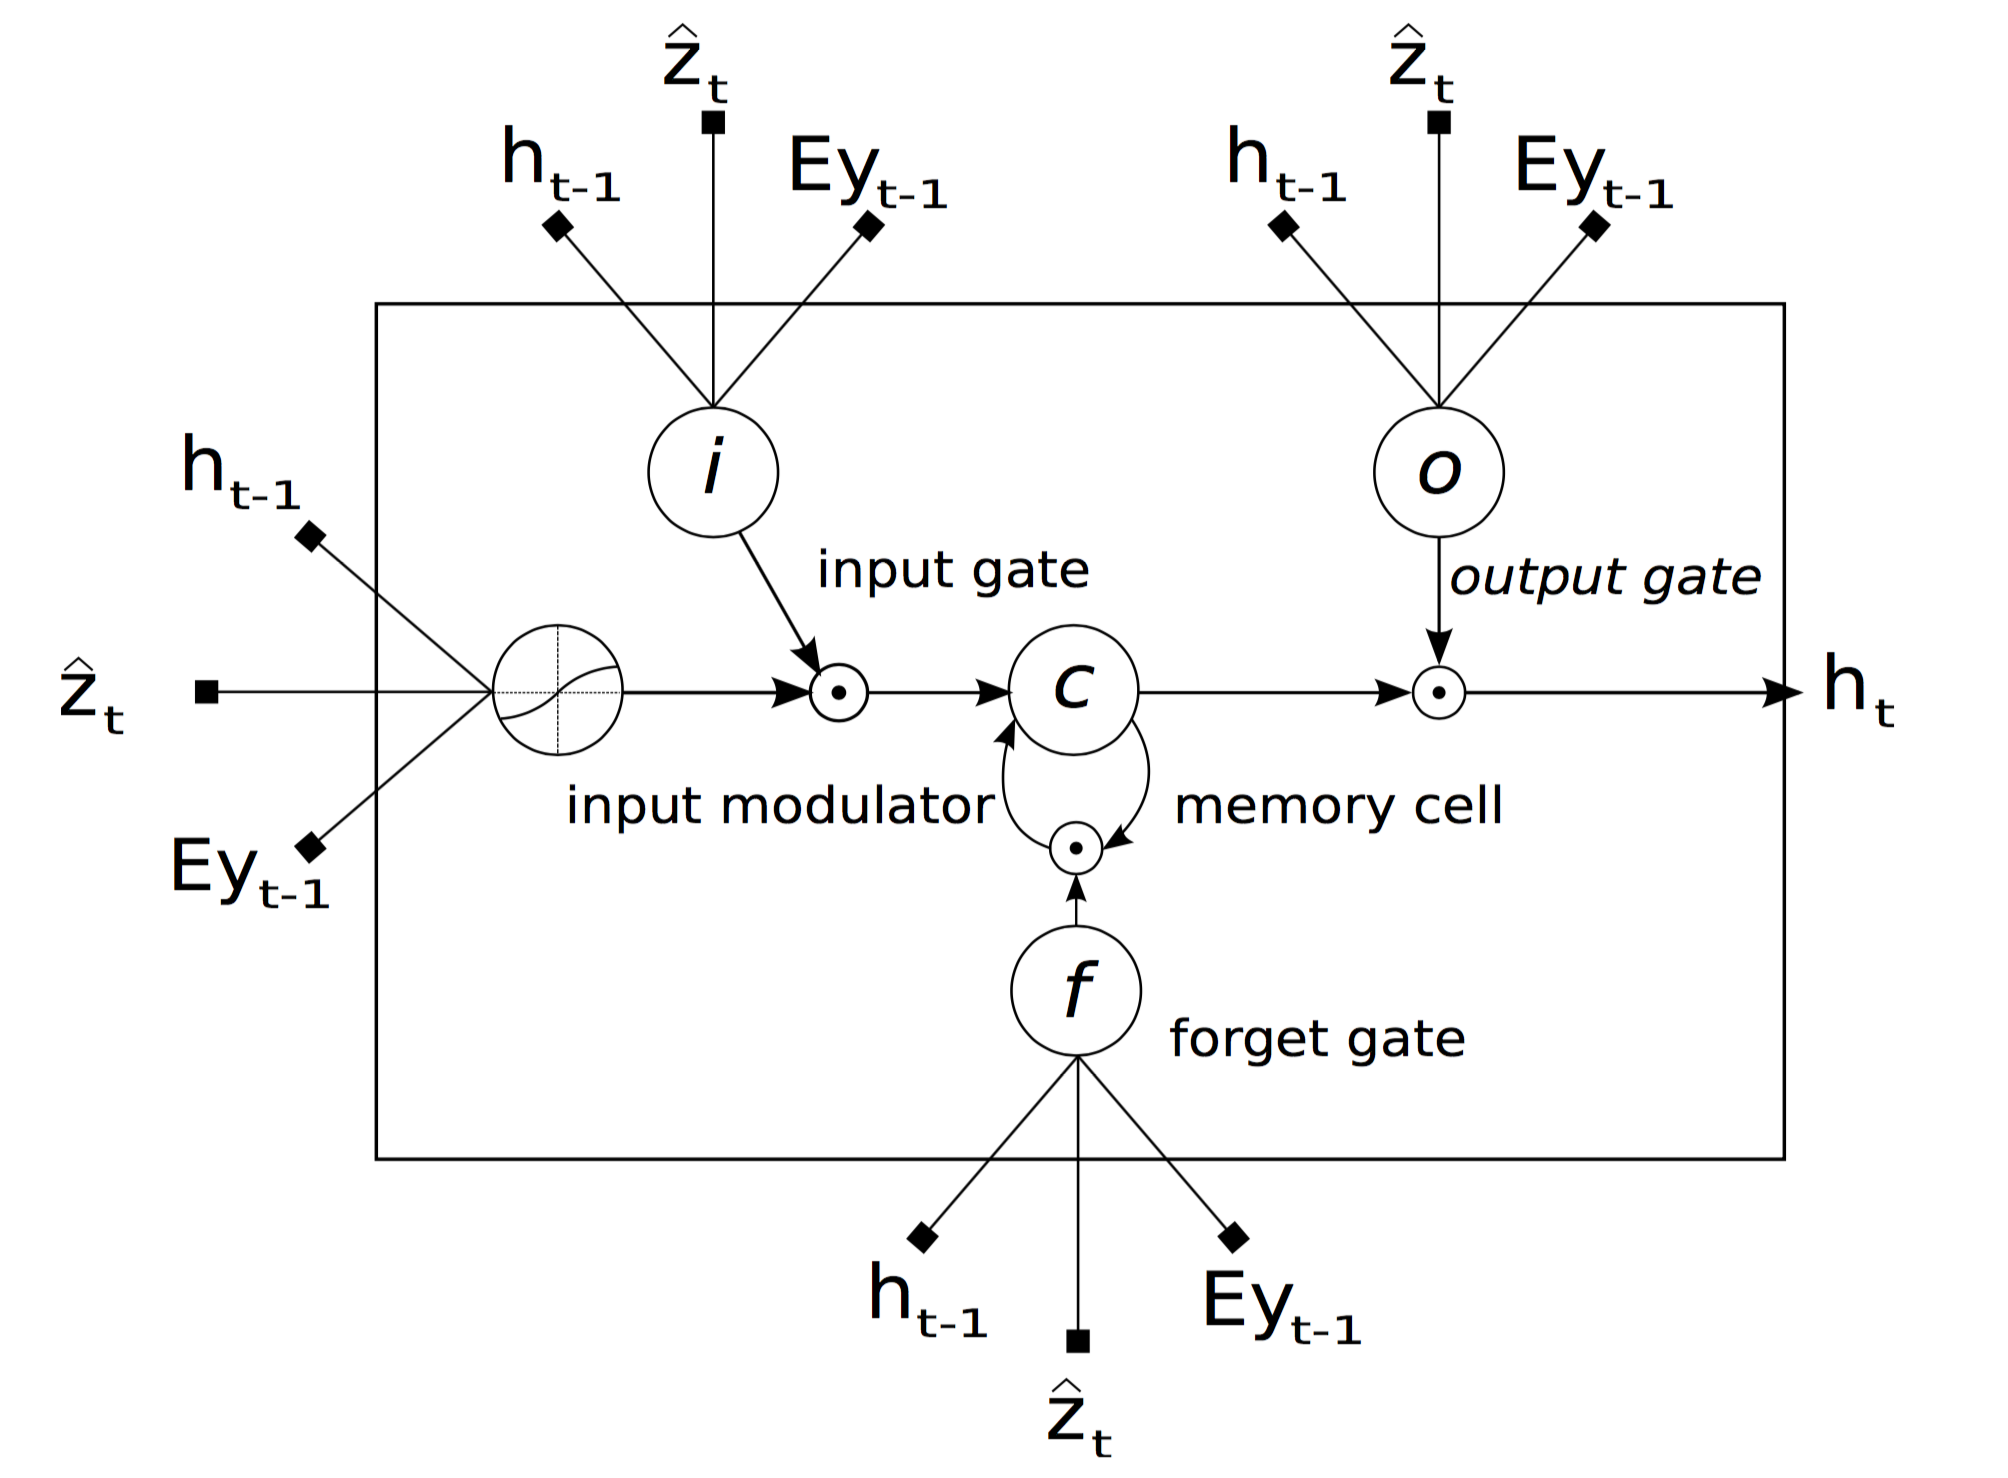 ẑt ẑt
ht-1 Eyt-1 ht-1 Eyt-1
i o
ht-1
input gate output gate
ẑt c ht
input modulator memory cell
Eyt-1
f
forget gate
ht-1 Eyt-1
ẑt